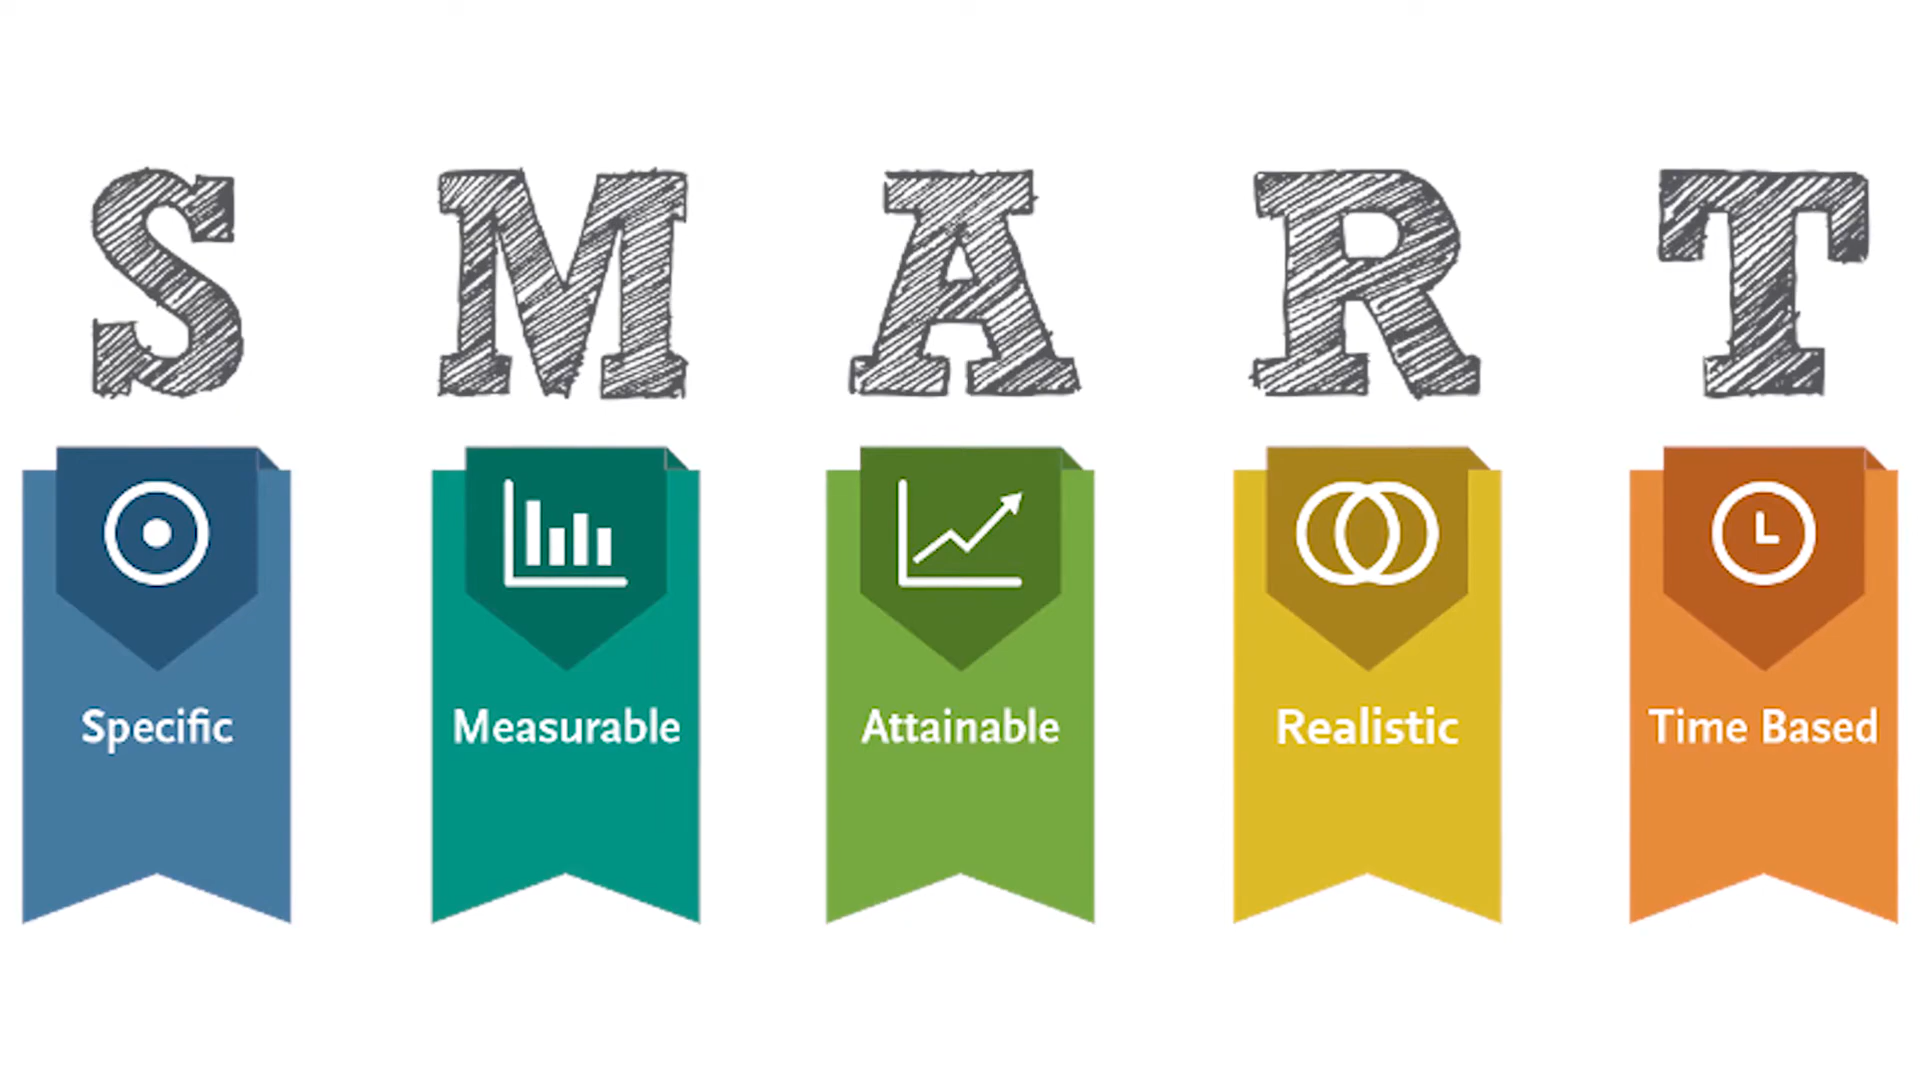 S M A R T
Specific
Measurable
Attainable
Realistic
Time Based